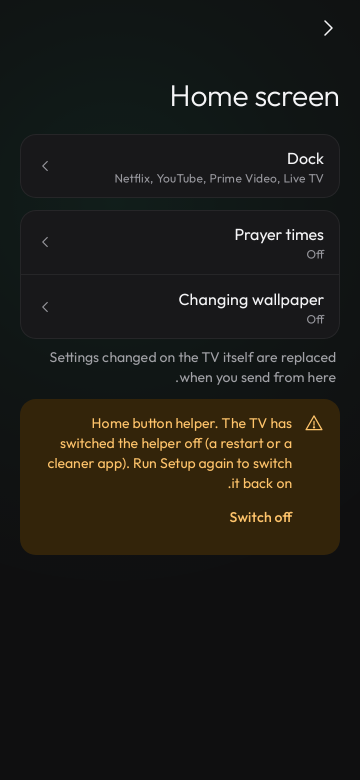 Home screen
Dock
Netflix, YouTube, Prime Video, Live TV
Prayer times
Off
Changing wallpaper
Off
Settings changed on the TV itself are replaced
.when you send from here
Home button helper. The TV has
switched the helper off (a restart or a
cleaner app). Run Setup again to switch
.it back on
Switch off